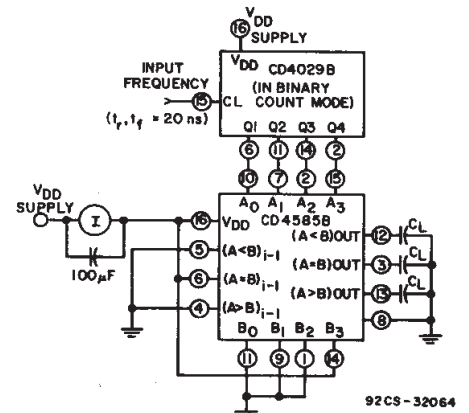 VDD
16 SUPPLY
VDD
CD4029B
INPUT
FREQUENCY
(IN BINARY
COUNT MODE)
15 CL
(tr, tf = 20 ns)
Q1 Q2 Q3 Q4
6 11 14 2
10 7 2 15
A0 A1 A2 A3
CD4585B
VDD
SUPPLY
I
100µF
16 VDD
5 (A<B)i-1
6 (A=B)i-1
4 (A>B)i-1
(A<B)OUT 12 CL
(A=B)OUT 3 CL
(A>B)OUT 13 CL
8
B0 B1 B2 B3
11 9 1 14
92CS-32064